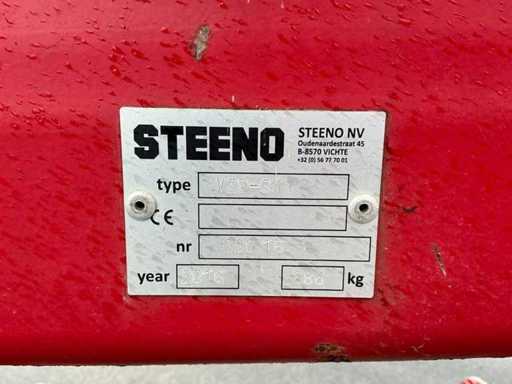 STEENO
STEENO NV
Oudenaardestraat 45
B-8570 VICHTE
+32 (0) 56 77 70 01
type
CE
nr
year
kg